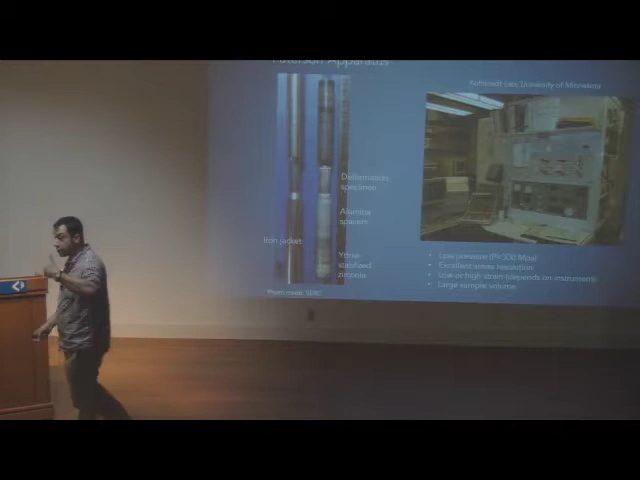 Paterson Apparatus
Kohlstedt Lab, University of Minnesota
Deformation
specimen
Alumina
spacers
Iron jacket
Yttria
stabilized
zirconia
• Low pressure (P<300 Mpa)
• Excellent stress resolution
• Low or high strain (depends on instrument)
• Large sample volume